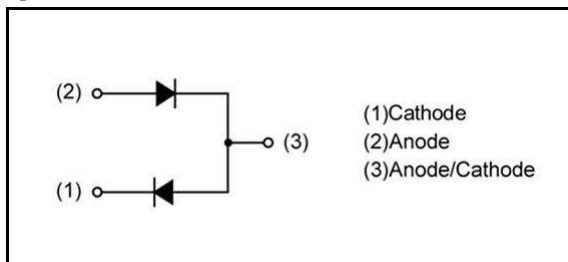 (2)
(3)
(1)
(1)Cathode
(2)Anode
(3)Anode/Cathode